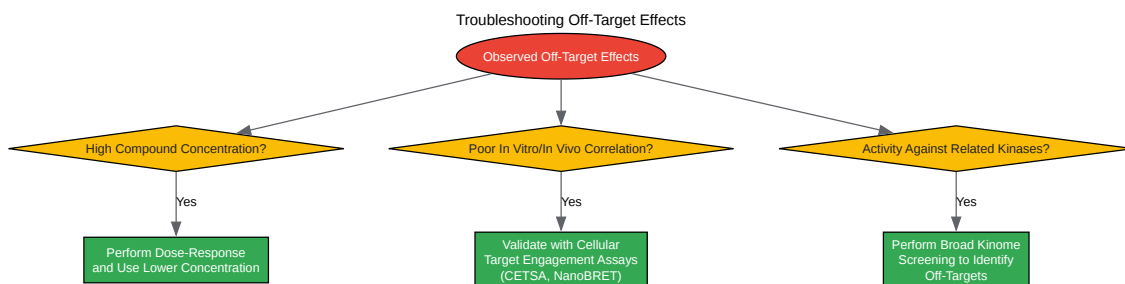 Troubleshooting Off-Target Effects
Observed Off-Target Effects
High Compound Concentration?
Poor In Vitro/In Vivo Correlation?
Activity Against Related Kinases?
Yes
Yes
Yes
Perform Dose-Response
and Use Lower Concentration
Validate with Cellular
Target Engagement Assays
(CETSA, NanoBRET)
Perform Broad Kinome
Screening to Identify
Off-Targets